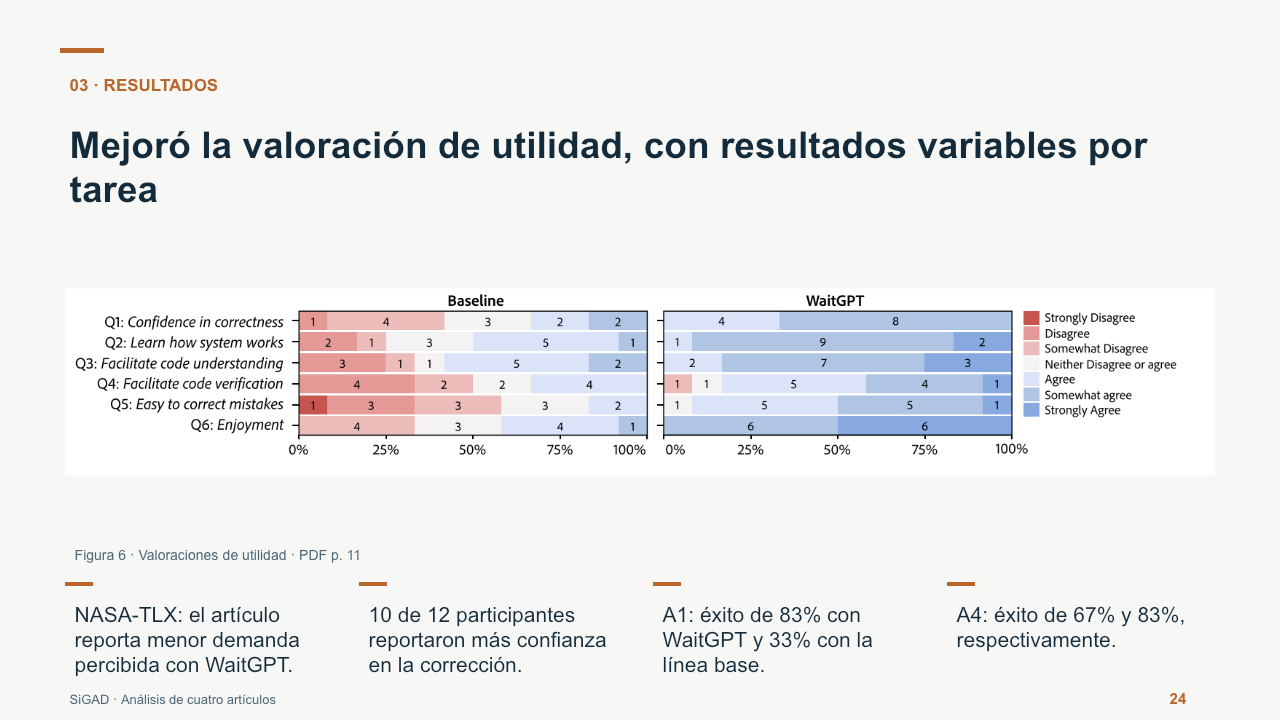 03 · RESULTADOS
Mejoró la valoración de utilidad, con resultados variables por
tarea
Baseline
WaitGPT
Q1: Confidence in correctness 1 4 3 2 2 4 8
Q2: Learn how system works 2 1 3 5 1 1 9 2
Q3: Facilitate code understanding 3 1 1 5 2 2 7 3
Q4: Facilitate code verification 4 2 2 4 1 1 5 4 1
Q5: Easy to correct mistakes 1 3 3 3 2 1 5 5 1
Q6: Enjoyment 4 3 4 1 6 6
0% 25% 50% 75% 100% 0% 25% 50% 75% 100%
Strongly Disagree
Disagree
Somewhat Disagree
Neither Disagree or agree
Agree
Somewhat agree
Strongly Agree
Figura 6 · Valoraciones de utilidad · PDF p. 11
NASA-TLX: el artículo
reporta menor demanda
percibida con WaitGPT.
10 de 12 participantes
reportaron más confianza
en la corrección.
A1: éxito de 83% con
WaitGPT y 33% con la
línea base.
A4: éxito de 67% y 83%,
respectivamente.
SiGAD · Análisis de cuatro artículos
24